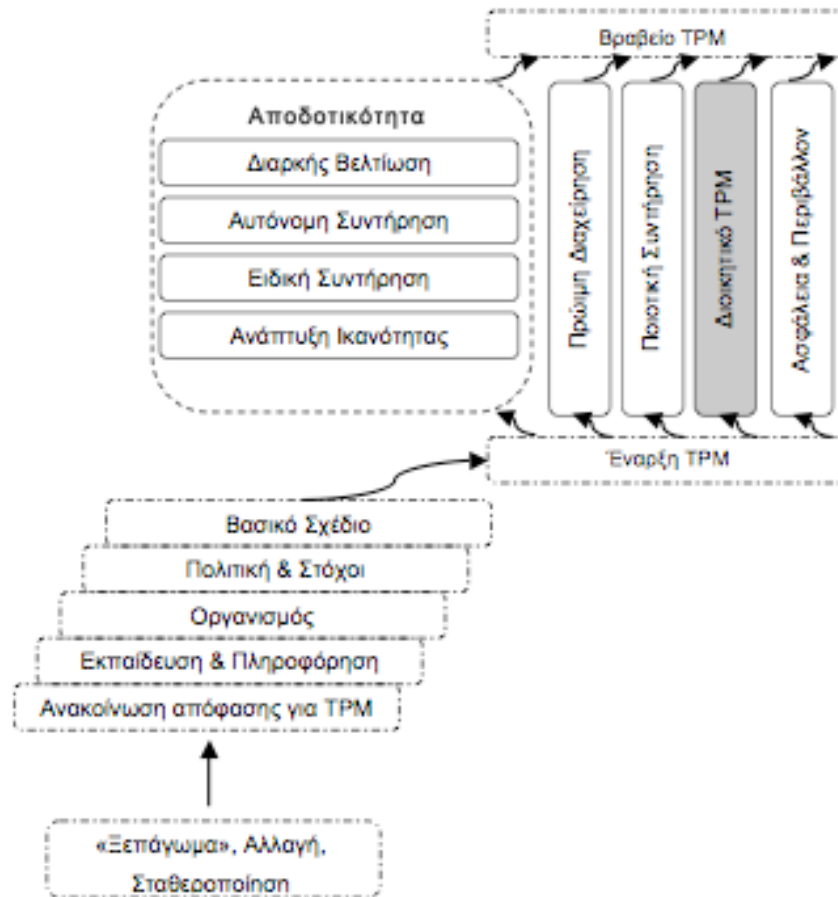 Βραβείο TPM
Αποδοτικότητα
Διαρκής Βελτίωση
Αυτόνομη Συντήρηση
Ειδική Συντήρηση
Ανάπτυξη Ικανότητας
Πρώιμη Διαχείρηση
Ποιοτική Συντήρηση
Διοικητικό TPM
Ασφάλεια & Περιβάλλον
Έναρξη TPM
Βασικό Σχέδιο
Πολιτική & Στόχοι
Οργανισμός
Εκπαίδευση & Πληροφόρηση
Ανακοίνωση απόφασης για TPM
«Ξεπάγωμα», Αλλαγή,
Σταθεροποίηση